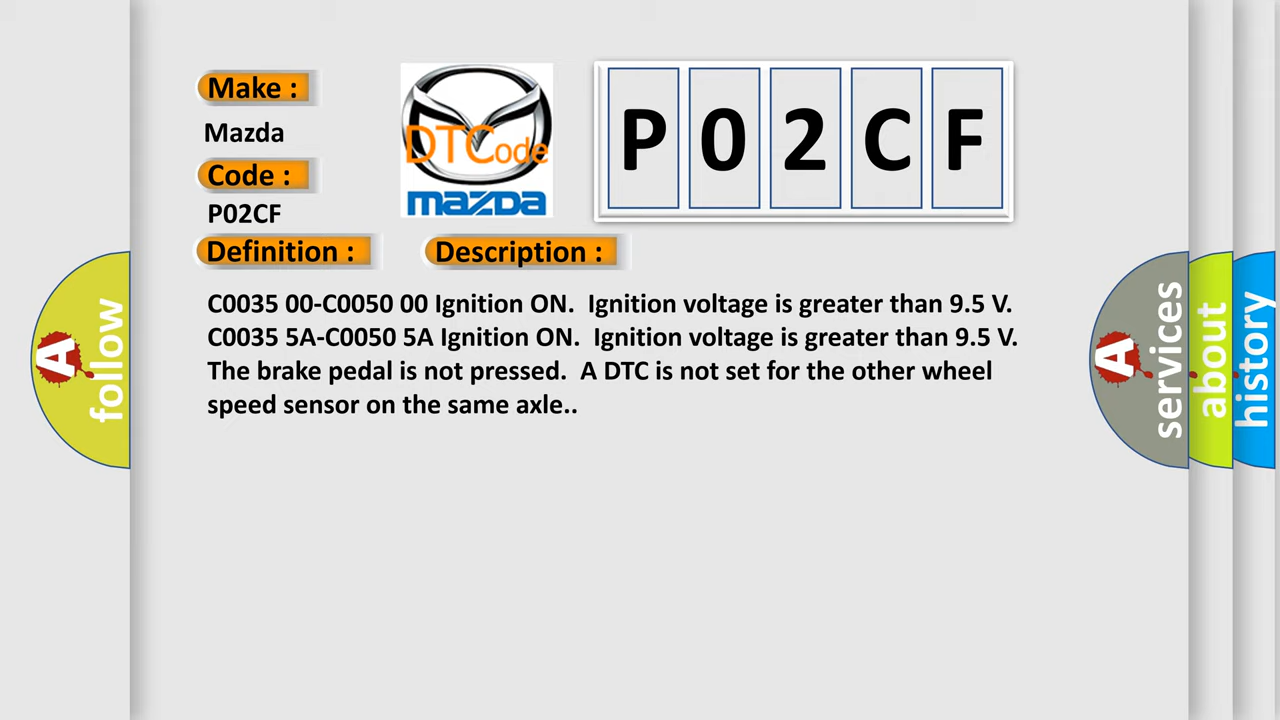 Make :
Mazda
Code :
P02CF
Definition :
Description :
DTCode
mazda
P02CF
C0035 00-C0050 00 Ignition ON. Ignition voltage is greater than 9.5 V.
C0035 5A-C0050 5A Ignition ON. Ignition voltage is greater than 9.5 V.
The brake pedal is not pressed. A DTC is not set for the other wheel
speed sensor on the same axle..
A follow
A services
about
history